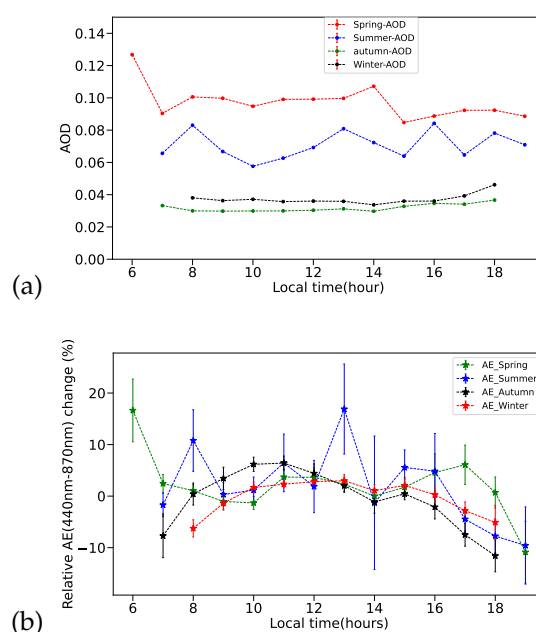 Spring-AOD
Summer-AOD
autumn-AOD
Winter-AOD
0.14
0.12
0.10
0.08
0.06
0.04
0.02
0.00
AOD
6 8 10 12 14 16 18
Local time(hour)
(a)
AE_Spring
AE_Summer
AE_Autumn
AE_Winter
20
10
0
−10
Relative AE(440nm-870nm) change (%)
6 8 10 12 14 16 18
Local time(hours)
(b)